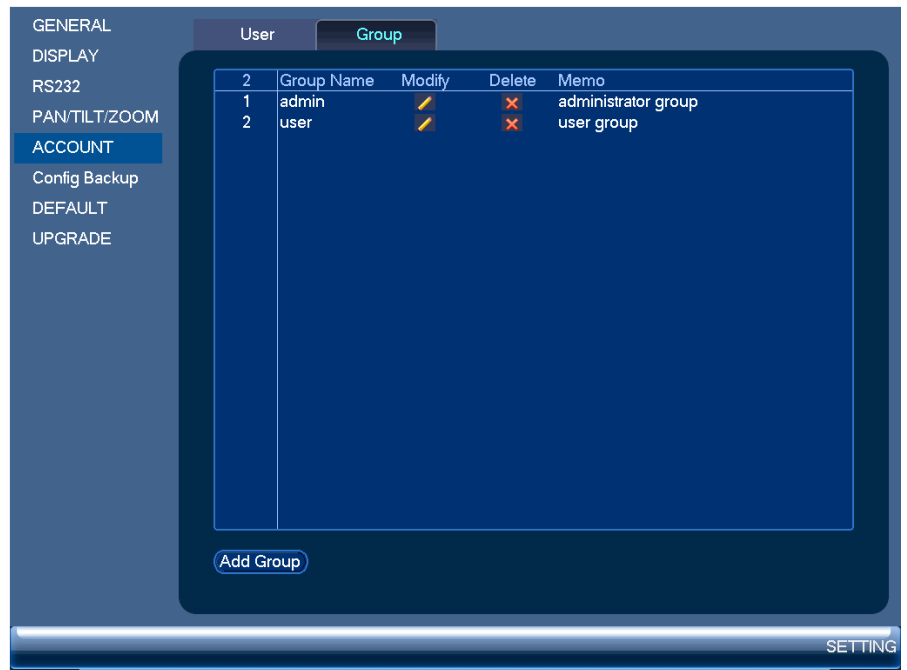 GENERAL
DISPLAY
RS232
PAN/TILT/ZOOM
ACCOUNT
Config Backup
DEFAULT
UPGRADE
User Group
2 Group Name Modify Delete Memo
1 admin administrator group
2 user user group
Add Group
SETTING